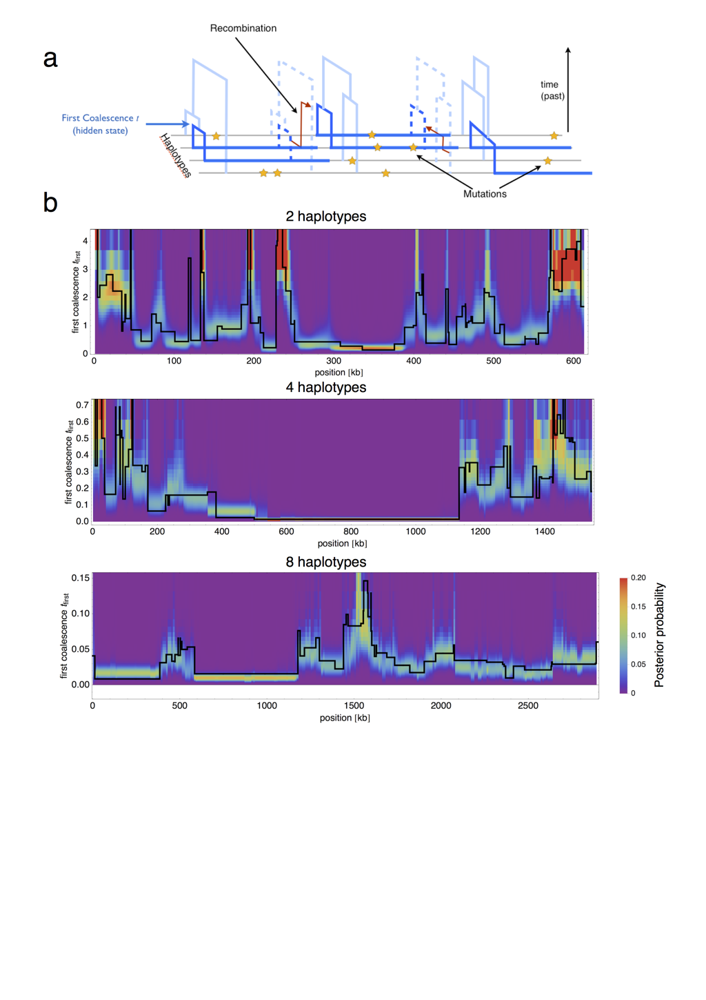 a
Recombination
time
(past)
First Coalescence t
(hidden state)
Haplotypes
Mutations
b
2 haplotypes
first coalescence tfirst
4
3
2
1
0
0 100 200 300 400 500 600
position [kb]
4 haplotypes
first coalescence tfirst
0.7
0.6
0.5
0.4
0.3
0.2
0.1
0.0
0 200 400 600 800 1000 1200 1400
position [kb]
8 haplotypes
first coalescence tfirst
0.15
0.10
0.05
0.00
0 500 1000 1500 2000 2500
position [kb]
0.20
0.15
0.10
0.05
0
Posterior probability